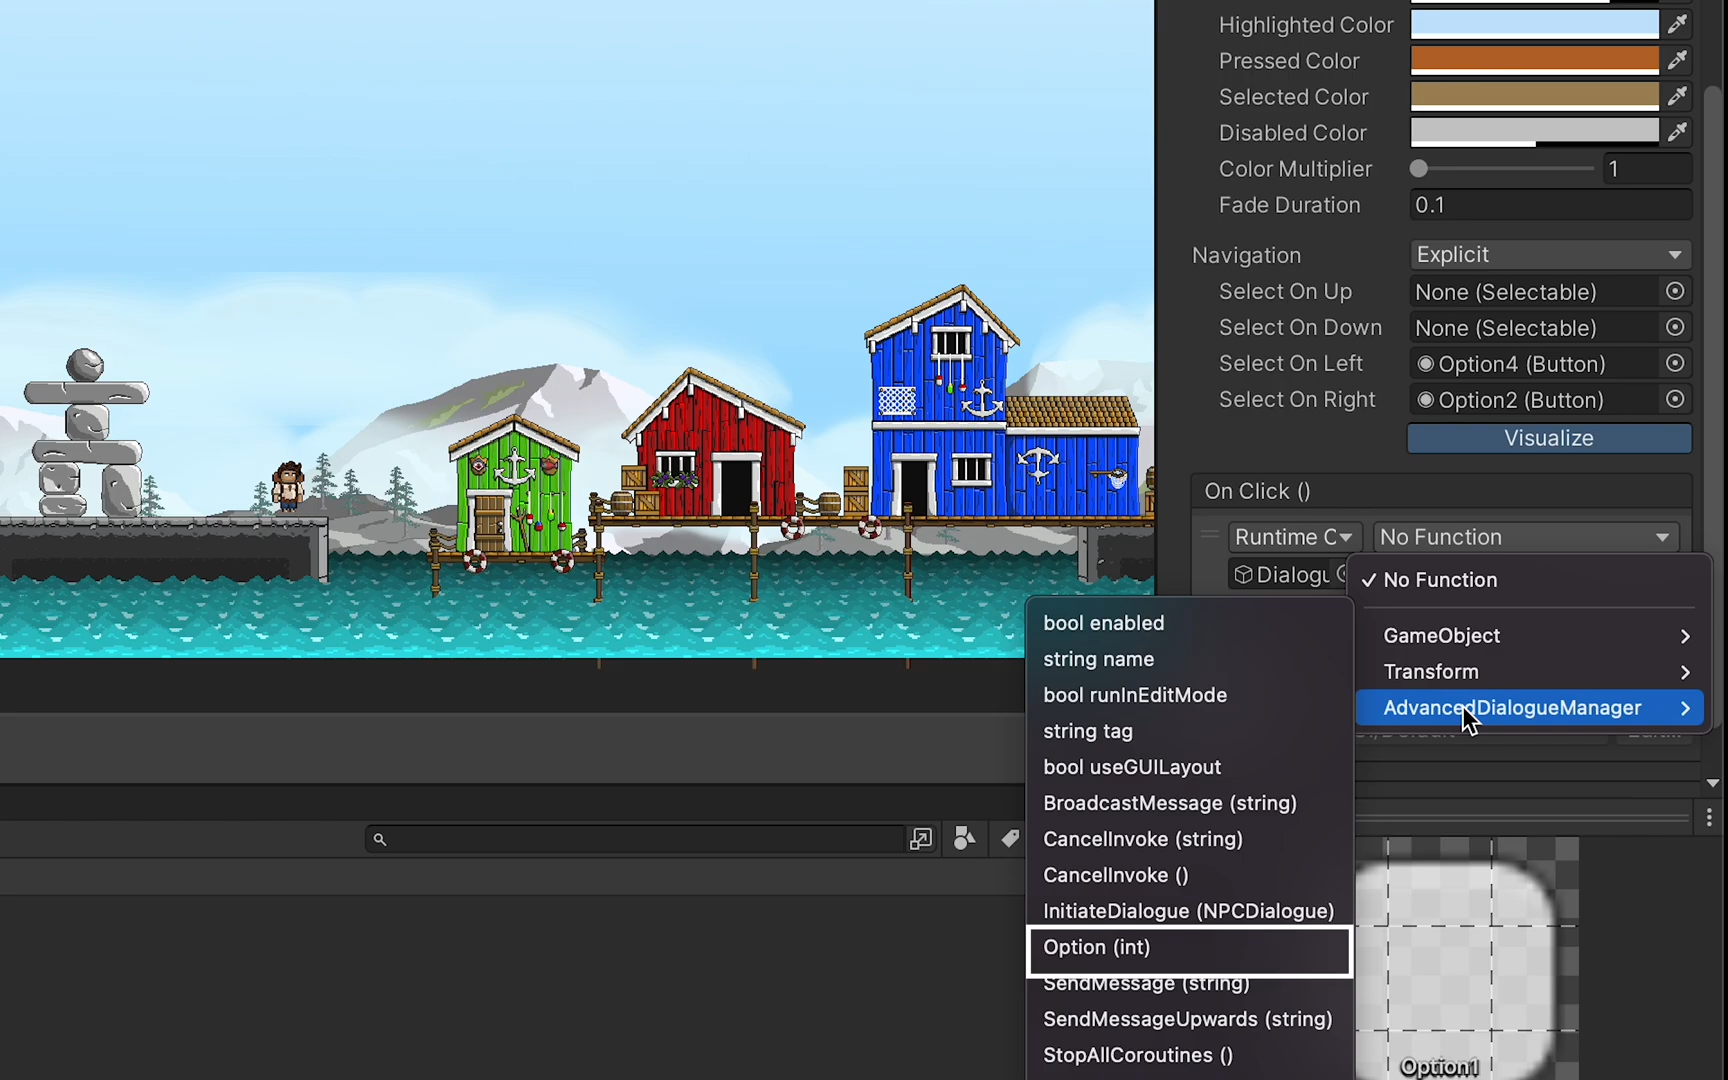 Highlighted Color
Pressed Color
Selected Color
Disabled Color
Color Multiplier 1
Fade Duration 0.1
Navigation Explicit
Select On Up None (Selectable)
Select On Down None (Selectable)
Select On Left Option4 (Button)
Select On Right Option2 (Button)
Visualize
On Click ()
Runtime C No Function
Dialogu
No Function
GameObject
Transform
AdvancedDialogueManager
bool enabled
string name
bool runInEditMode
string tag
bool useGUILayout
BroadcastMessage (string)
CancelInvoke (string)
CancelInvoke ()
InitiateDialogue (NPCDialogue)
Option (int)
SendMessage (string)
SendMessageUpwards (string)
StopAllCoroutines ()
Option1